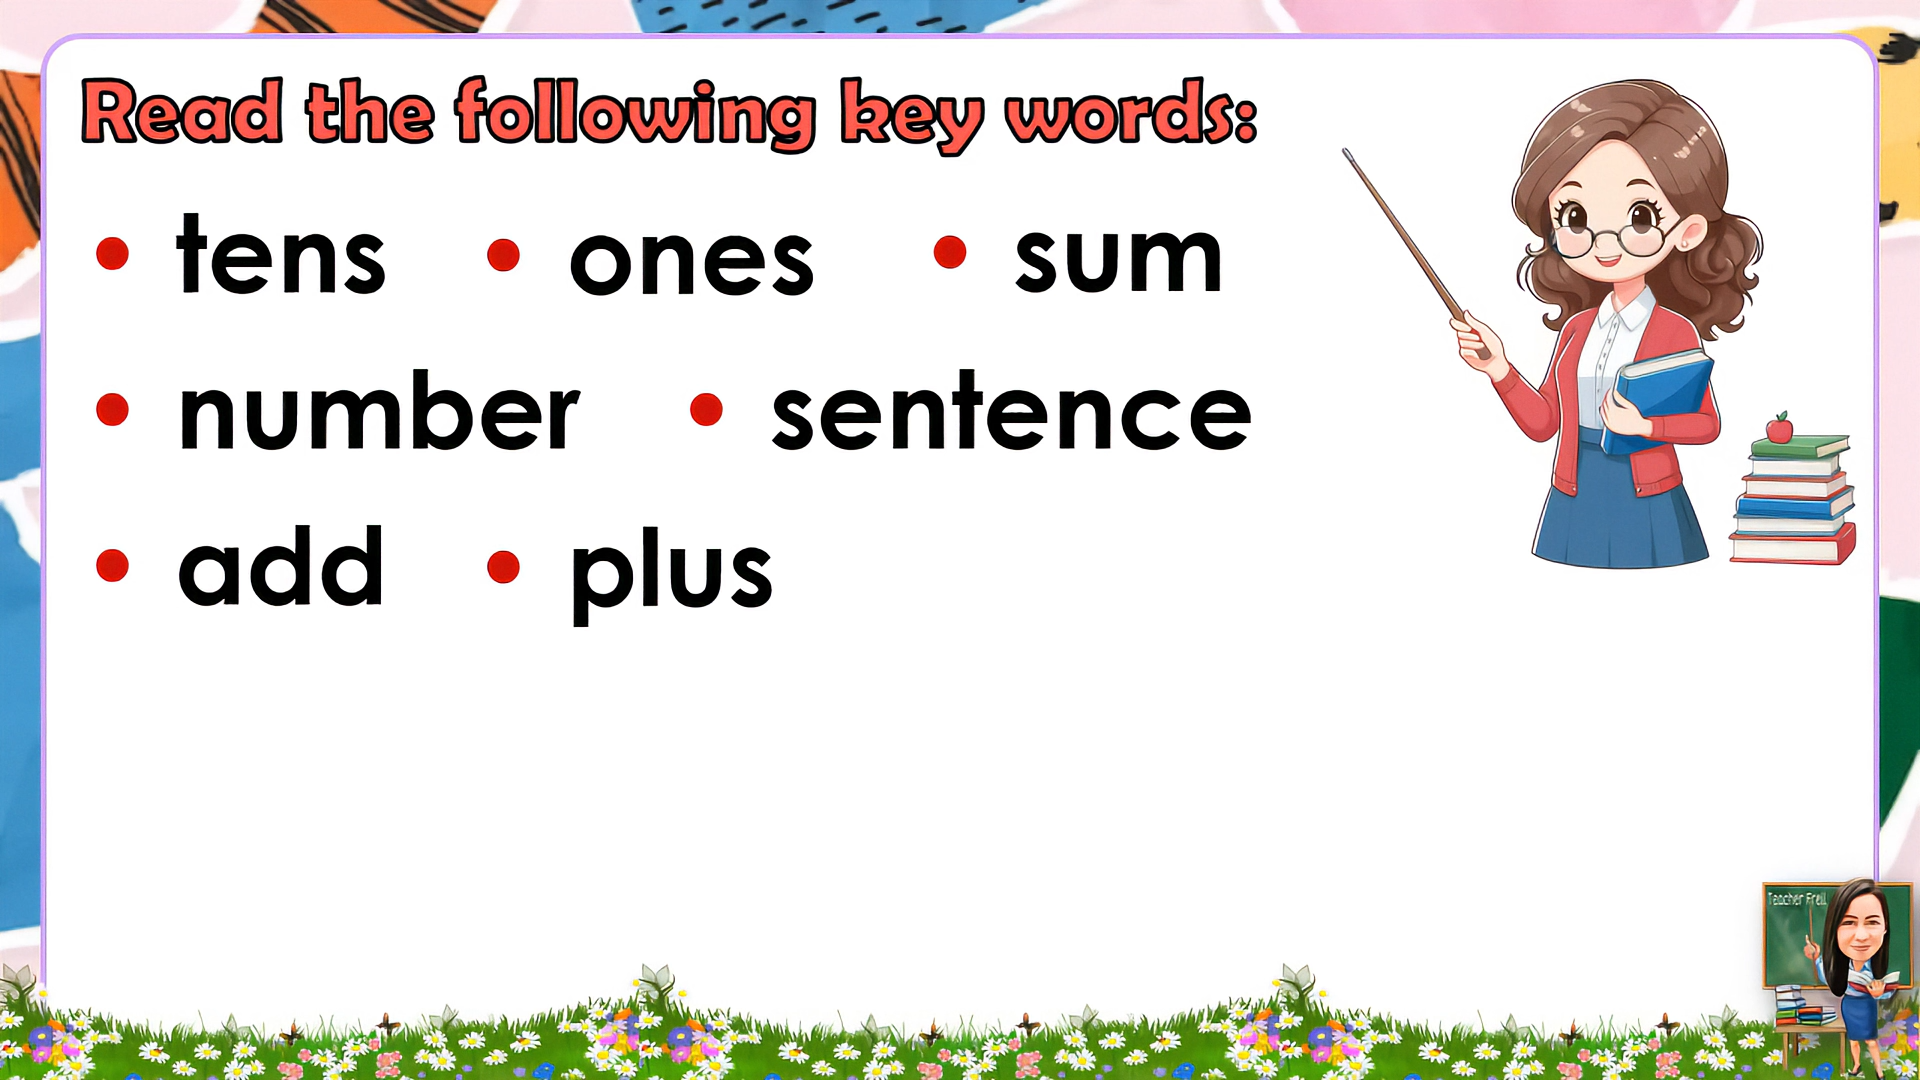 Read the following key words:
• tens • ones • sum
• number • sentence
• add • plus
Teacher Frell